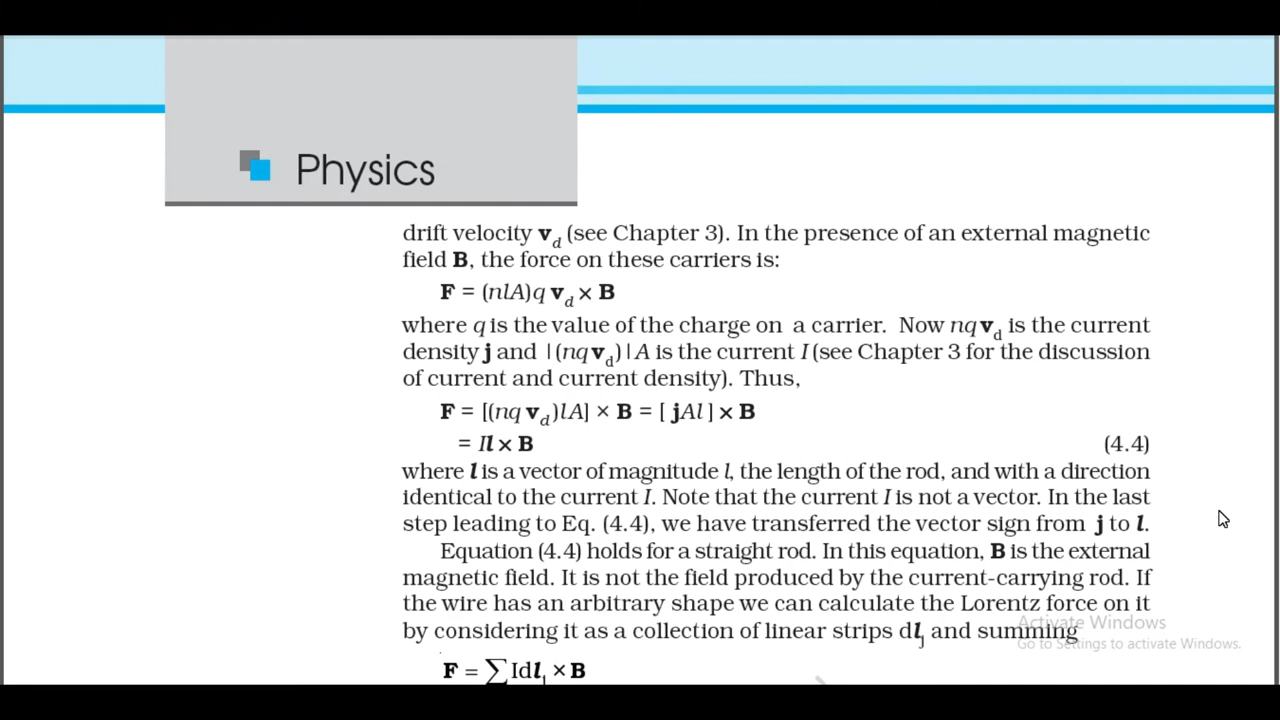 Physics
drift velocity v_d (see Chapter 3). In the presence of an external magnetic
field B, the force on these carriers is:
F = (nlA)q v_d × B
where q is the value of the charge on a carrier. Now nq v_d is the current
density j and |(nq v_d)|A is the current I (see Chapter 3 for the discussion
of current and current density). Thus,
F = [(nq v_d)lA] × B = [ jAl ] × B
= Il × B (4.4)
where l is a vector of magnitude l, the length of the rod, and with a direction
identical to the current I. Note that the current I is not a vector. In the last
step leading to Eq. (4.4), we have transferred the vector sign from j to l.
Equation (4.4) holds for a straight rod. In this equation, B is the external
magnetic field. It is not the field produced by the current-carrying rod. If
the wire has an arbitrary shape we can calculate the Lorentz force on it
by considering it as a collection of linear strips dl_j and summing
F = ∑ Idl_j × B
Activate Windows
Go to Settings to activate Windows.